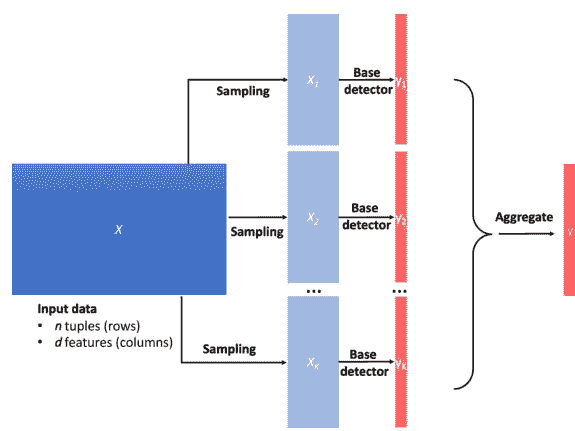 X
Input data
• n tuples (rows)
• d features (columns)
Sampling
X1
Base
detector
y1
Sampling
X2
Base
detector
y2
...
...
Sampling
XK
Base
detector
yK
Aggregate
y